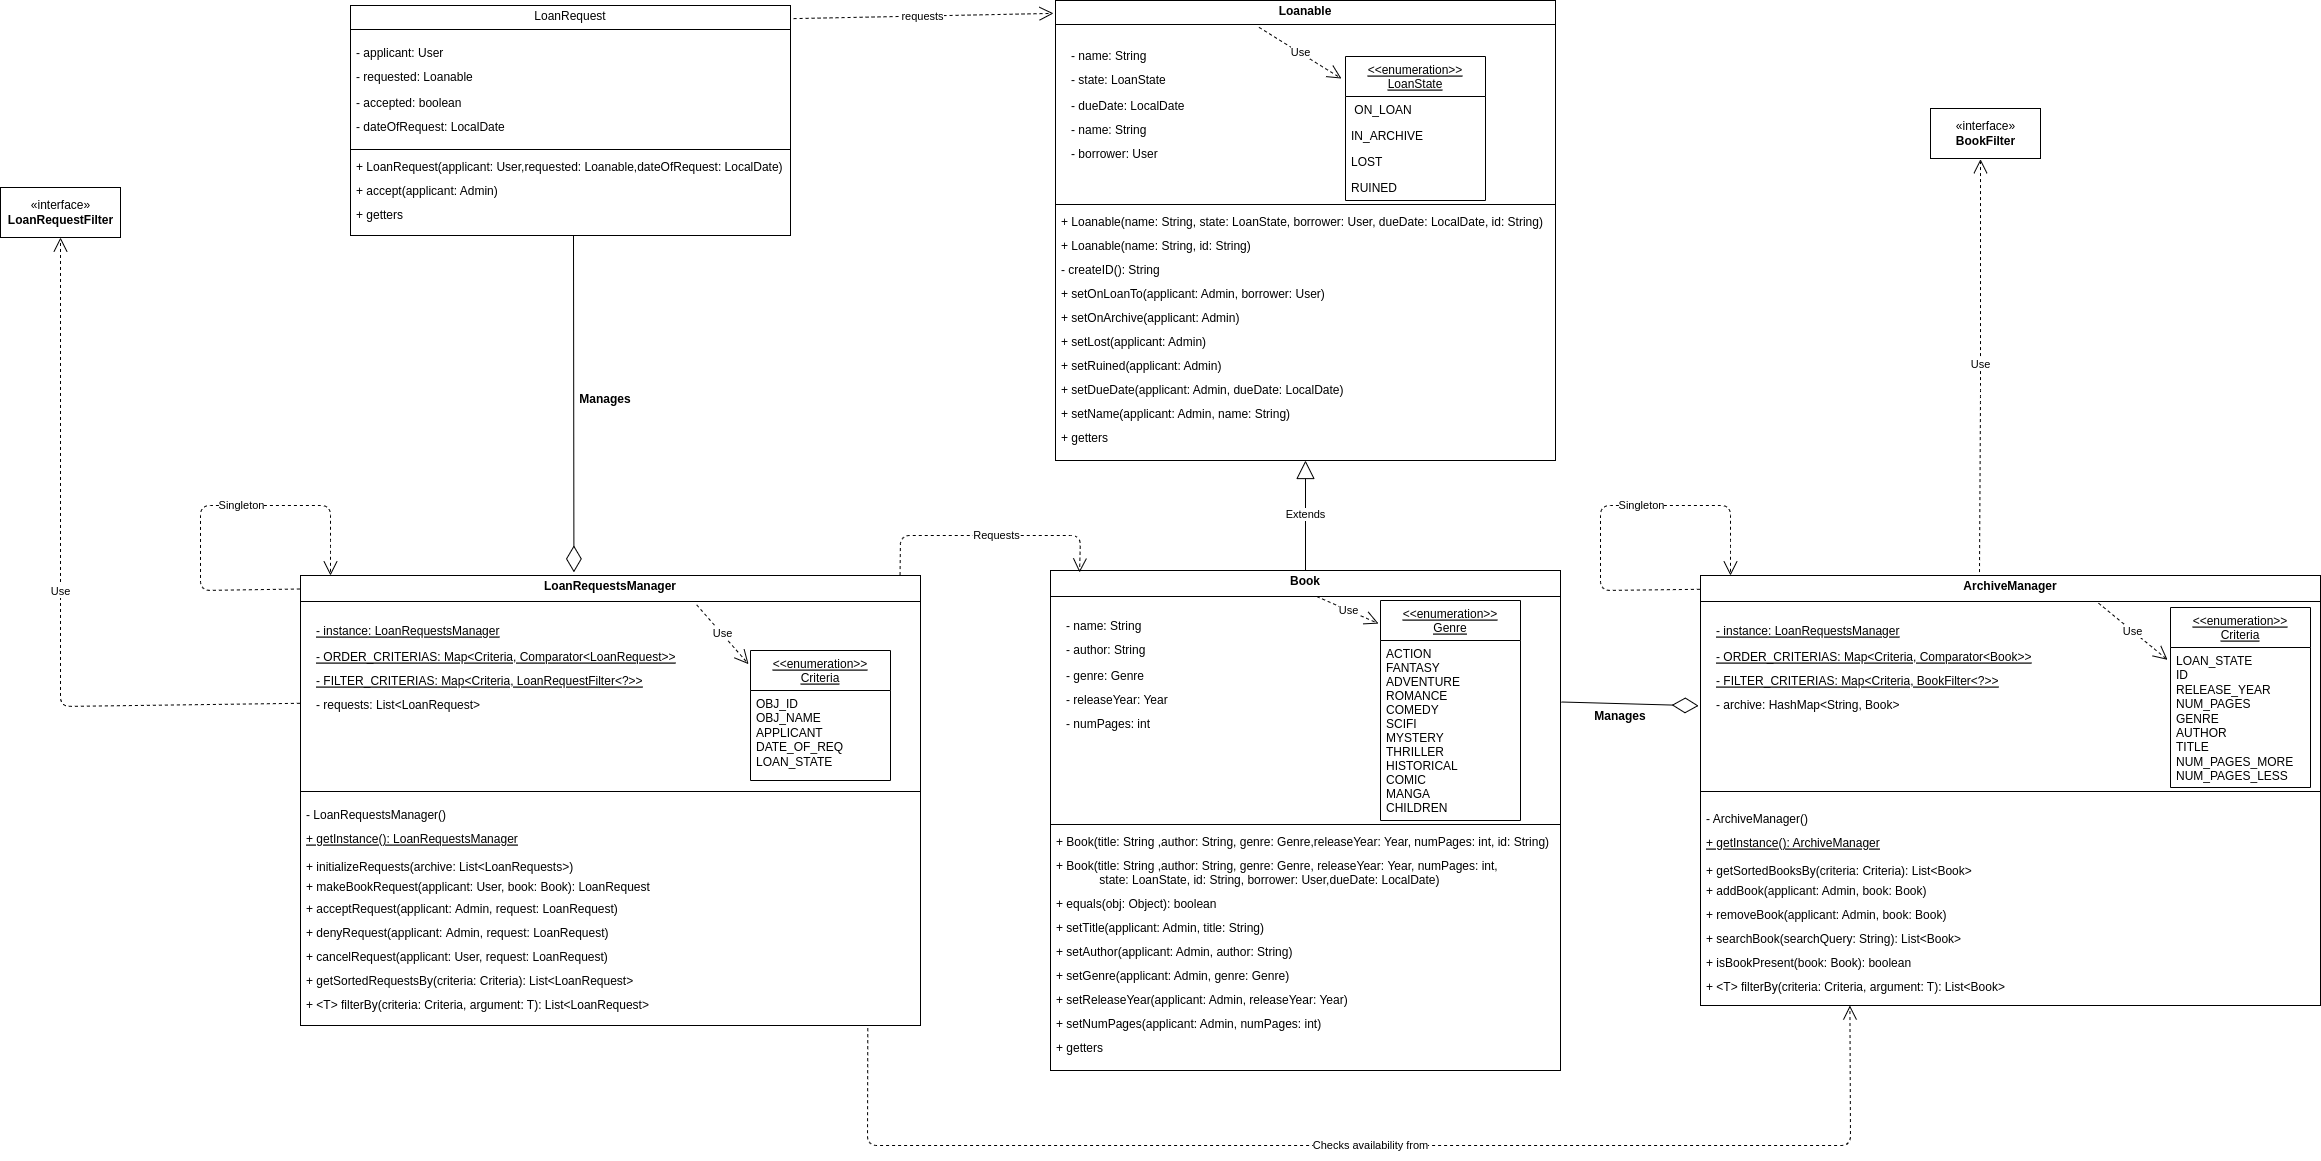 LoanRequest
- applicant: User
- requested: Loanable
- accepted: boolean
- dateOfRequest: LocalDate
+ LoanRequest(applicant: User,requested: Loanable,dateOfRequest: LocalDate)
+ accept(applicant: Admin)
+ getters
requests
Loanable
- name: String
- state: LoanState
- dueDate: LocalDate
- name: String
- borrower: User
Use
<<enumeration>>
LoanState
ON_LOAN
IN_ARCHIVE
LOST
RUINED
+ Loanable(name: String, state: LoanState, borrower: User, dueDate: LocalDate, id: String)
+ Loanable(name: String, id: String)
- createID(): String
+ setOnLoanTo(applicant: Admin, borrower: User)
+ setOnArchive(applicant: Admin)
+ setLost(applicant: Admin)
+ setRuined(applicant: Admin)
+ setDueDate(applicant: Admin, dueDate: LocalDate)
+ setName(applicant: Admin, name: String)
+ getters
«interface»
BookFilter
«interface»
LoanRequestFilter
Use
Manages
Use
Extends
Singleton
Requests
Singleton
LoanRequestsManager
- instance: LoanRequestsManager
- ORDER_CRITERIAS: Map<Criteria, Comparator<LoanRequest>>
- FILTER_CRITERIAS: Map<Criteria, LoanRequestFilter<?>>
- requests: List<LoanRequest>
Use
<<enumeration>>
Criteria
OBJ_ID
OBJ_NAME
APPLICANT
DATE_OF_REQ
LOAN_STATE
- LoanRequestsManager()
+ getInstance(): LoanRequestsManager
+ initializeRequests(archive: List<LoanRequests>)
+ makeBookRequest(applicant: User, book: Book): LoanRequest
+ acceptRequest(applicant: Admin, request: LoanRequest)
+ denyRequest(applicant: Admin, request: LoanRequest)
+ cancelRequest(applicant: User, request: LoanRequest)
+ getSortedRequestsBy(criteria: Criteria): List<LoanRequest>
+ <T> filterBy(criteria: Criteria, argument: T): List<LoanRequest>
Book
- name: String
- author: String
- genre: Genre
- releaseYear: Year
- numPages: int
Use
<<enumeration>>
Genre
ACTION
FANTASY
ADVENTURE
ROMANCE
COMEDY
SCIFI
MYSTERY
THRILLER
HISTORICAL
COMIC
MANGA
CHILDREN
+ Book(title: String ,author: String, genre: Genre,releaseYear: Year, numPages: int, id: String)
+ Book(title: String ,author: String, genre: Genre, releaseYear: Year, numPages: int,
state: LoanState, id: String, borrower: User,dueDate: LocalDate)
+ equals(obj: Object): boolean
+ setTitle(applicant: Admin, title: String)
+ setAuthor(applicant: Admin, author: String)
+ setGenre(applicant: Admin, genre: Genre)
+ setReleaseYear(applicant: Admin, releaseYear: Year)
+ setNumPages(applicant: Admin, numPages: int)
+ getters
Manages
ArchiveManager
- instance: LoanRequestsManager
- ORDER_CRITERIAS: Map<Criteria, Comparator<Book>>
- FILTER_CRITERIAS: Map<Criteria, BookFilter<?>>
- archive: HashMap<String, Book>
Use
<<enumeration>>
Criteria
LOAN_STATE
ID
RELEASE_YEAR
NUM_PAGES
GENRE
AUTHOR
TITLE
NUM_PAGES_MORE
NUM_PAGES_LESS
- ArchiveManager()
+ getInstance(): ArchiveManager
+ getSortedBooksBy(criteria: Criteria): List<Book>
+ addBook(applicant: Admin, book: Book)
+ removeBook(applicant: Admin, book: Book)
+ searchBook(searchQuery: String): List<Book>
+ isBookPresent(book: Book): boolean
+ <T> filterBy(criteria: Criteria, argument: T): List<Book>
Checks availability from